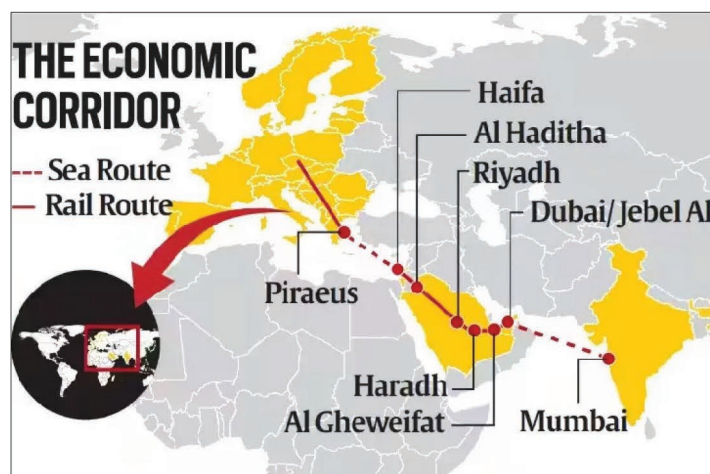 THE ECONOMIC
CORRIDOR
Sea Route
Rail Route
Haifa
Al Haditha
Riyadh
Dubai/ Jebel Al
Piraeus
Haradh
Al Gheweifat
Mumbai